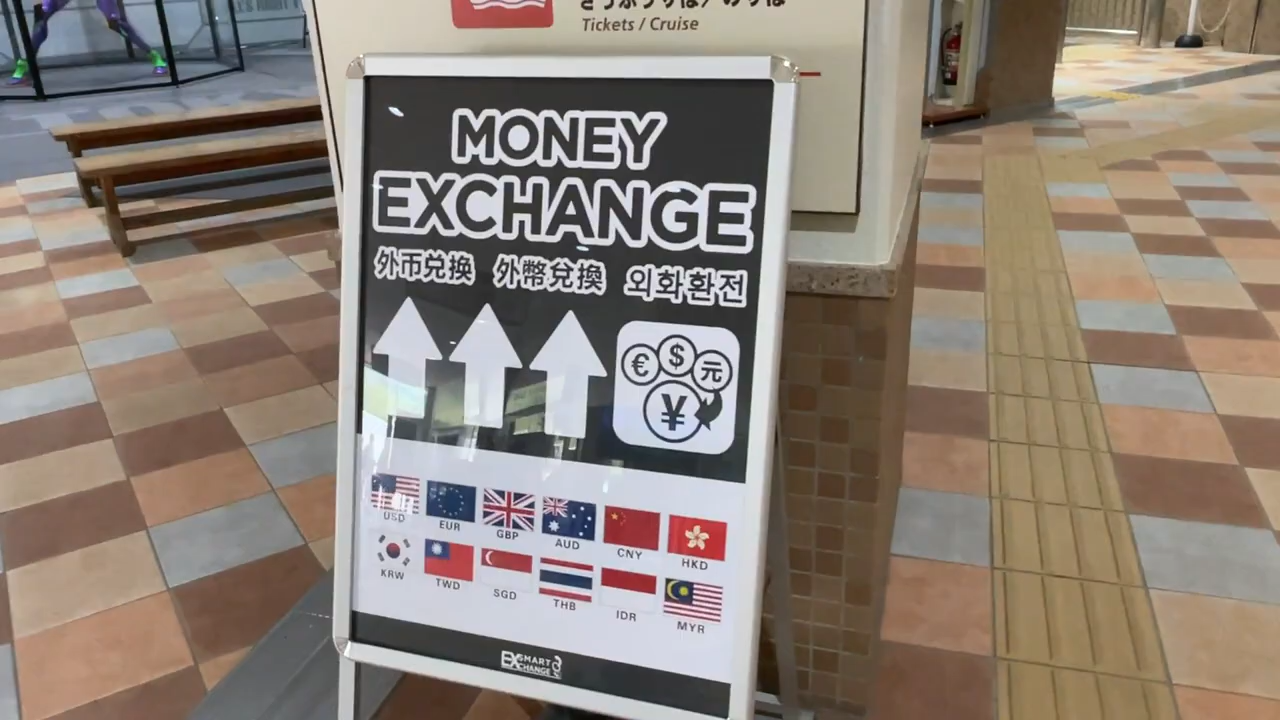 Tickets / Cruise
MONEY
EXCHANGE
外币兑換 外幣兌換 외화환전
€ $ 元
¥
USD EUR GBP AUD CNY HKD
KRW TWD SGD THB IDR MYR
SMART
EXCHANGE